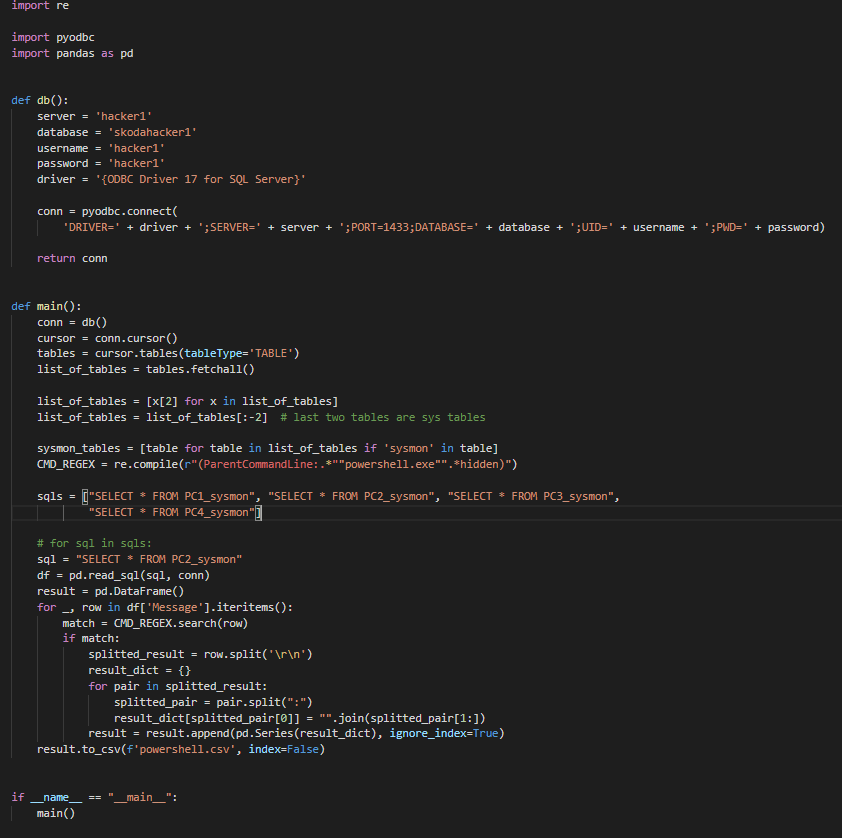 import re
import pyodbc
import pandas as pd
def db():
    server = 'hacker1'
    database = 'skodahacker1'
    username = 'hacker1'
    password = 'hacker1'
    driver = '{ODBC Driver 17 for SQL Server}'
    conn = pyodbc.connect(
        'DRIVER=' + driver + ';SERVER=' + server + ';PORT=1433;DATABASE=' + database + ';UID=' + username + ';PWD=' + password)
    return conn
def main():
    conn = db()
    cursor = conn.cursor()
    tables = cursor.tables(tableType='TABLE')
    list_of_tables = tables.fetchall()
    list_of_tables = [x[2] for x in list_of_tables]
    list_of_tables = list_of_tables[:-2]  # last two tables are sys tables
    sysmon_tables = [table for table in list_of_tables if 'sysmon' in table]
    CMD_REGEX = re.compile(r"(ParentCommandLine:.*""powershell.exe"".*hidden)")
    sqls = ["SELECT * FROM PC1_sysmon", "SELECT * FROM PC2_sysmon", "SELECT * FROM PC3_sysmon",
            "SELECT * FROM PC4_sysmon"]
    # for sql in sqls:
    sql = "SELECT * FROM PC2_sysmon"
    df = pd.read_sql(sql, conn)
    result = pd.DataFrame()
    for _, row in df['Message'].iteritems():
        match = CMD_REGEX.search(row)
        if match:
            splitted_result = row.split('\r\n')
            result_dict = {}
            for pair in splitted_result:
                splitted_pair = pair.split(":")
                result_dict[splitted_pair[0]] = "".join(splitted_pair[1:])
            result = result.append(pd.Series(result_dict), ignore_index=True)
    result.to_csv(f'powershell.csv', index=False)
if __name__ == "__main__":
    main()